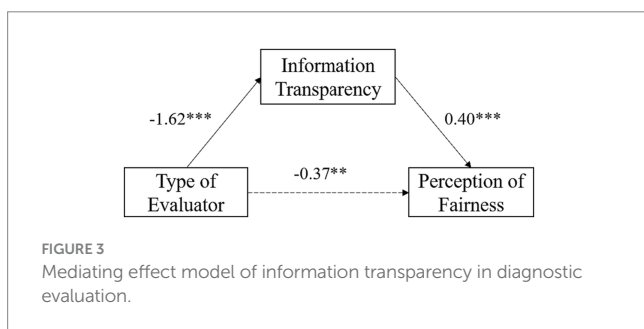 Information
Transparency
-1.62***
0.40***
Type of
Evaluator
-0.37**
Perception of
Fairness
FIGURE 3
Mediating effect model of information transparency in diagnostic
evaluation.